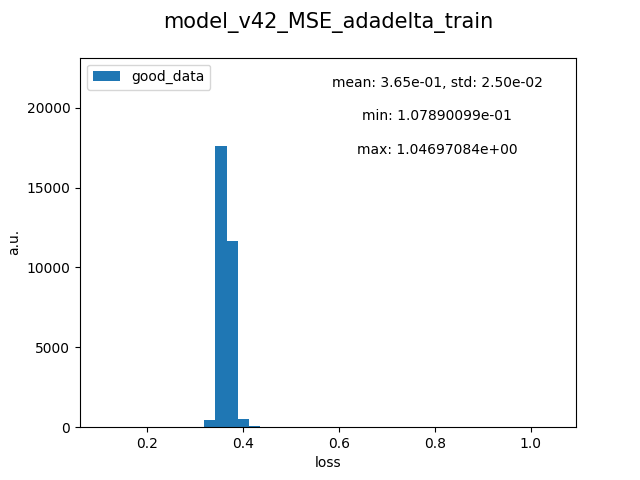 model_v42_MSE_adadelta_train
good_data
mean: 3.65e-01, std: 2.50e-02
min: 1.07890099e-01
max: 1.04697084e+00
20000
15000
10000
5000
0
a.u.
0.2 0.4 0.6 0.8 1.0
loss